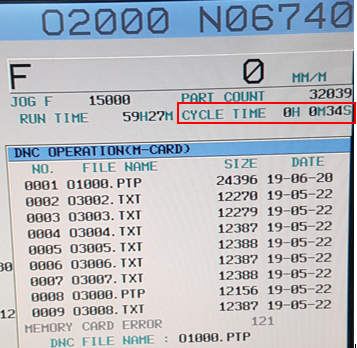 O2000 N06740
F 0 MM/M
JOG F 15000 PART COUNT 32039
RUN TIME 59H27M CYCLE TIME 0H 0M34S
DNC OPERATION(M-CARD)
NO. FILE NAME SIZE DATE
0001 O1000.PTP 24396 19-06-20
0002 O3002.TXT 12270 19-05-22
0003 O3003.TXT 12279 19-05-22
0004 O3004.TXT 12387 19-05-22
0005 O3005.TXT 12388 19-05-22
0006 O3006.TXT 12387 19-05-22
0007 O3007.TXT 12388 19-05-22
0008 O3000.PTP 12156 19-05-22
0009 O3008.TXT 12387 19-05-22
MEMORY CARD ERROR 121
DNC FILE NAME : O1000.PTP